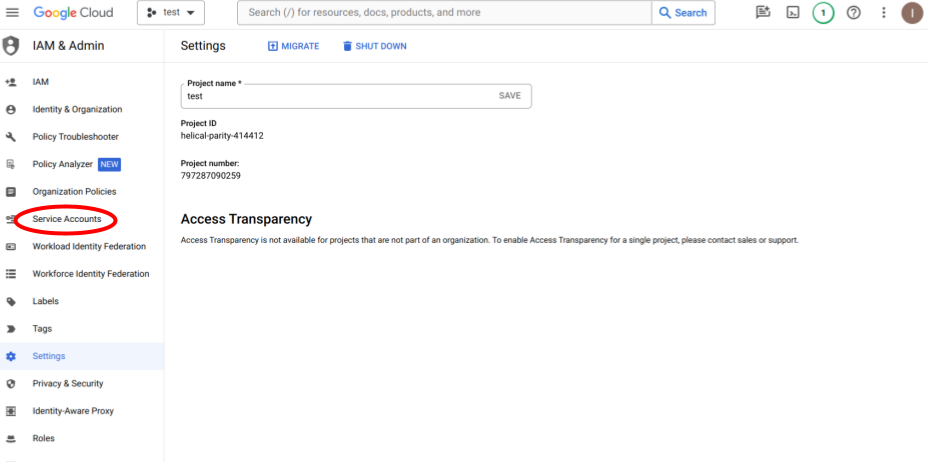 Google Cloud
test
Search (/) for resources, docs, products, and more
Search
1
I
IAM & Admin
Settings
MIGRATE
SHUT DOWN
IAM
Identity & Organization
Policy Troubleshooter
Policy Analyzer NEW
Organization Policies
Service Accounts
Workload Identity Federation
Workforce Identity Federation
Labels
Tags
Settings
Privacy & Security
Identity-Aware Proxy
Roles
Project name *
test
SAVE
Project ID
helical-parity-414412
Project number:
797287090259
Access Transparency
Access Transparency is not available for projects that are not part of an organization. To enable Access Transparency for a single project, please contact sales or support.